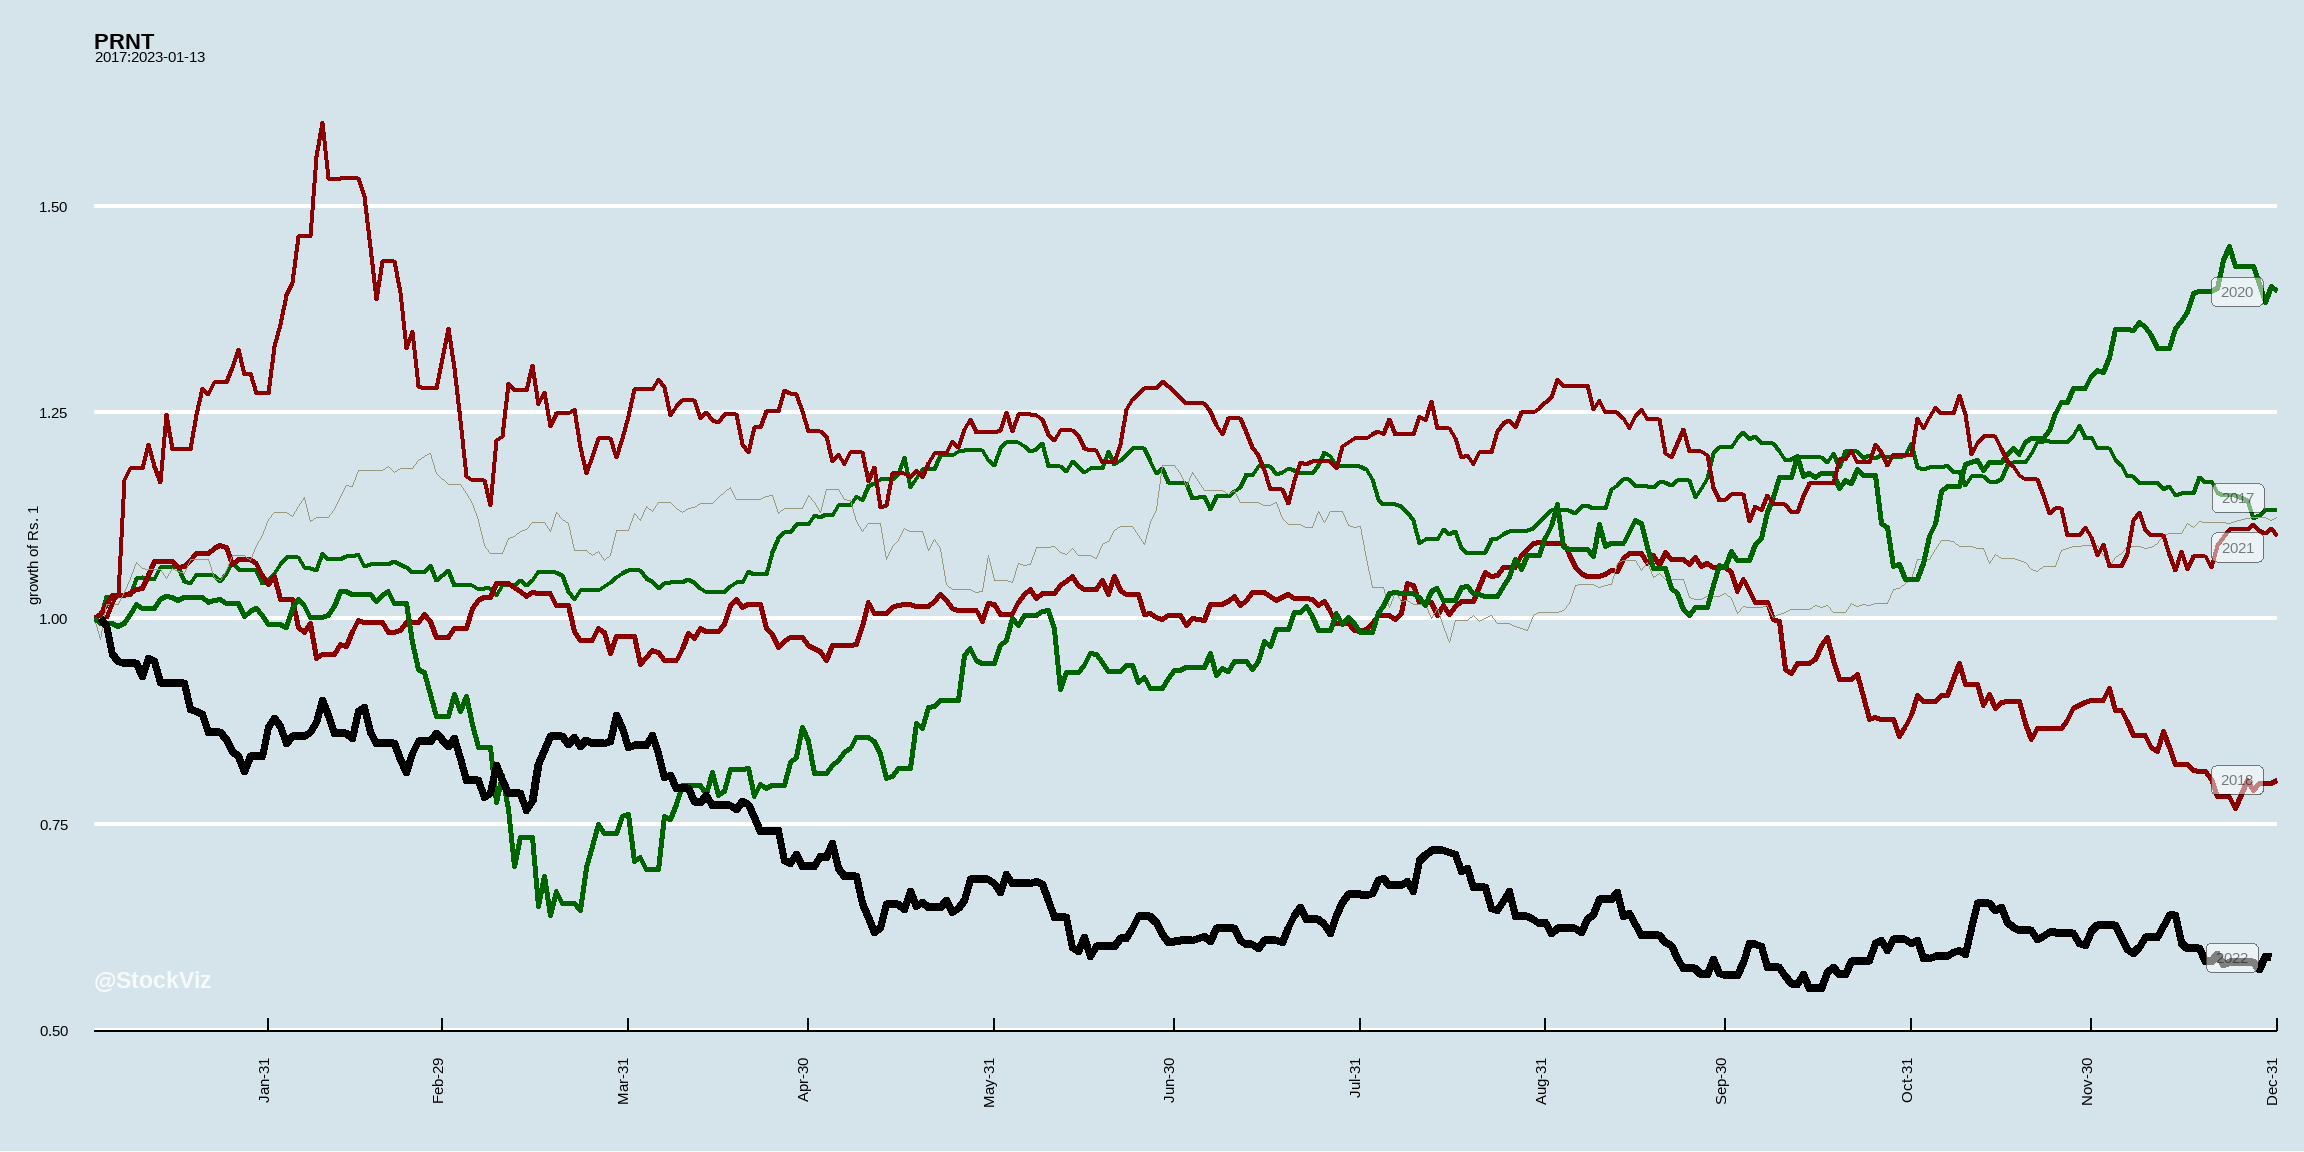 PRNT
2017:2023-01-13
growth of Rs. 1
1.50
1.25
1.00
0.75
0.50
2020
2017
2021
2018
2022
@StockViz
Jan-31
Feb-29
Mar-31
Apr-30
May-31
Jun-30
Jul-31
Aug-31
Sep-30
Oct-31
Nov-30
Dec-31